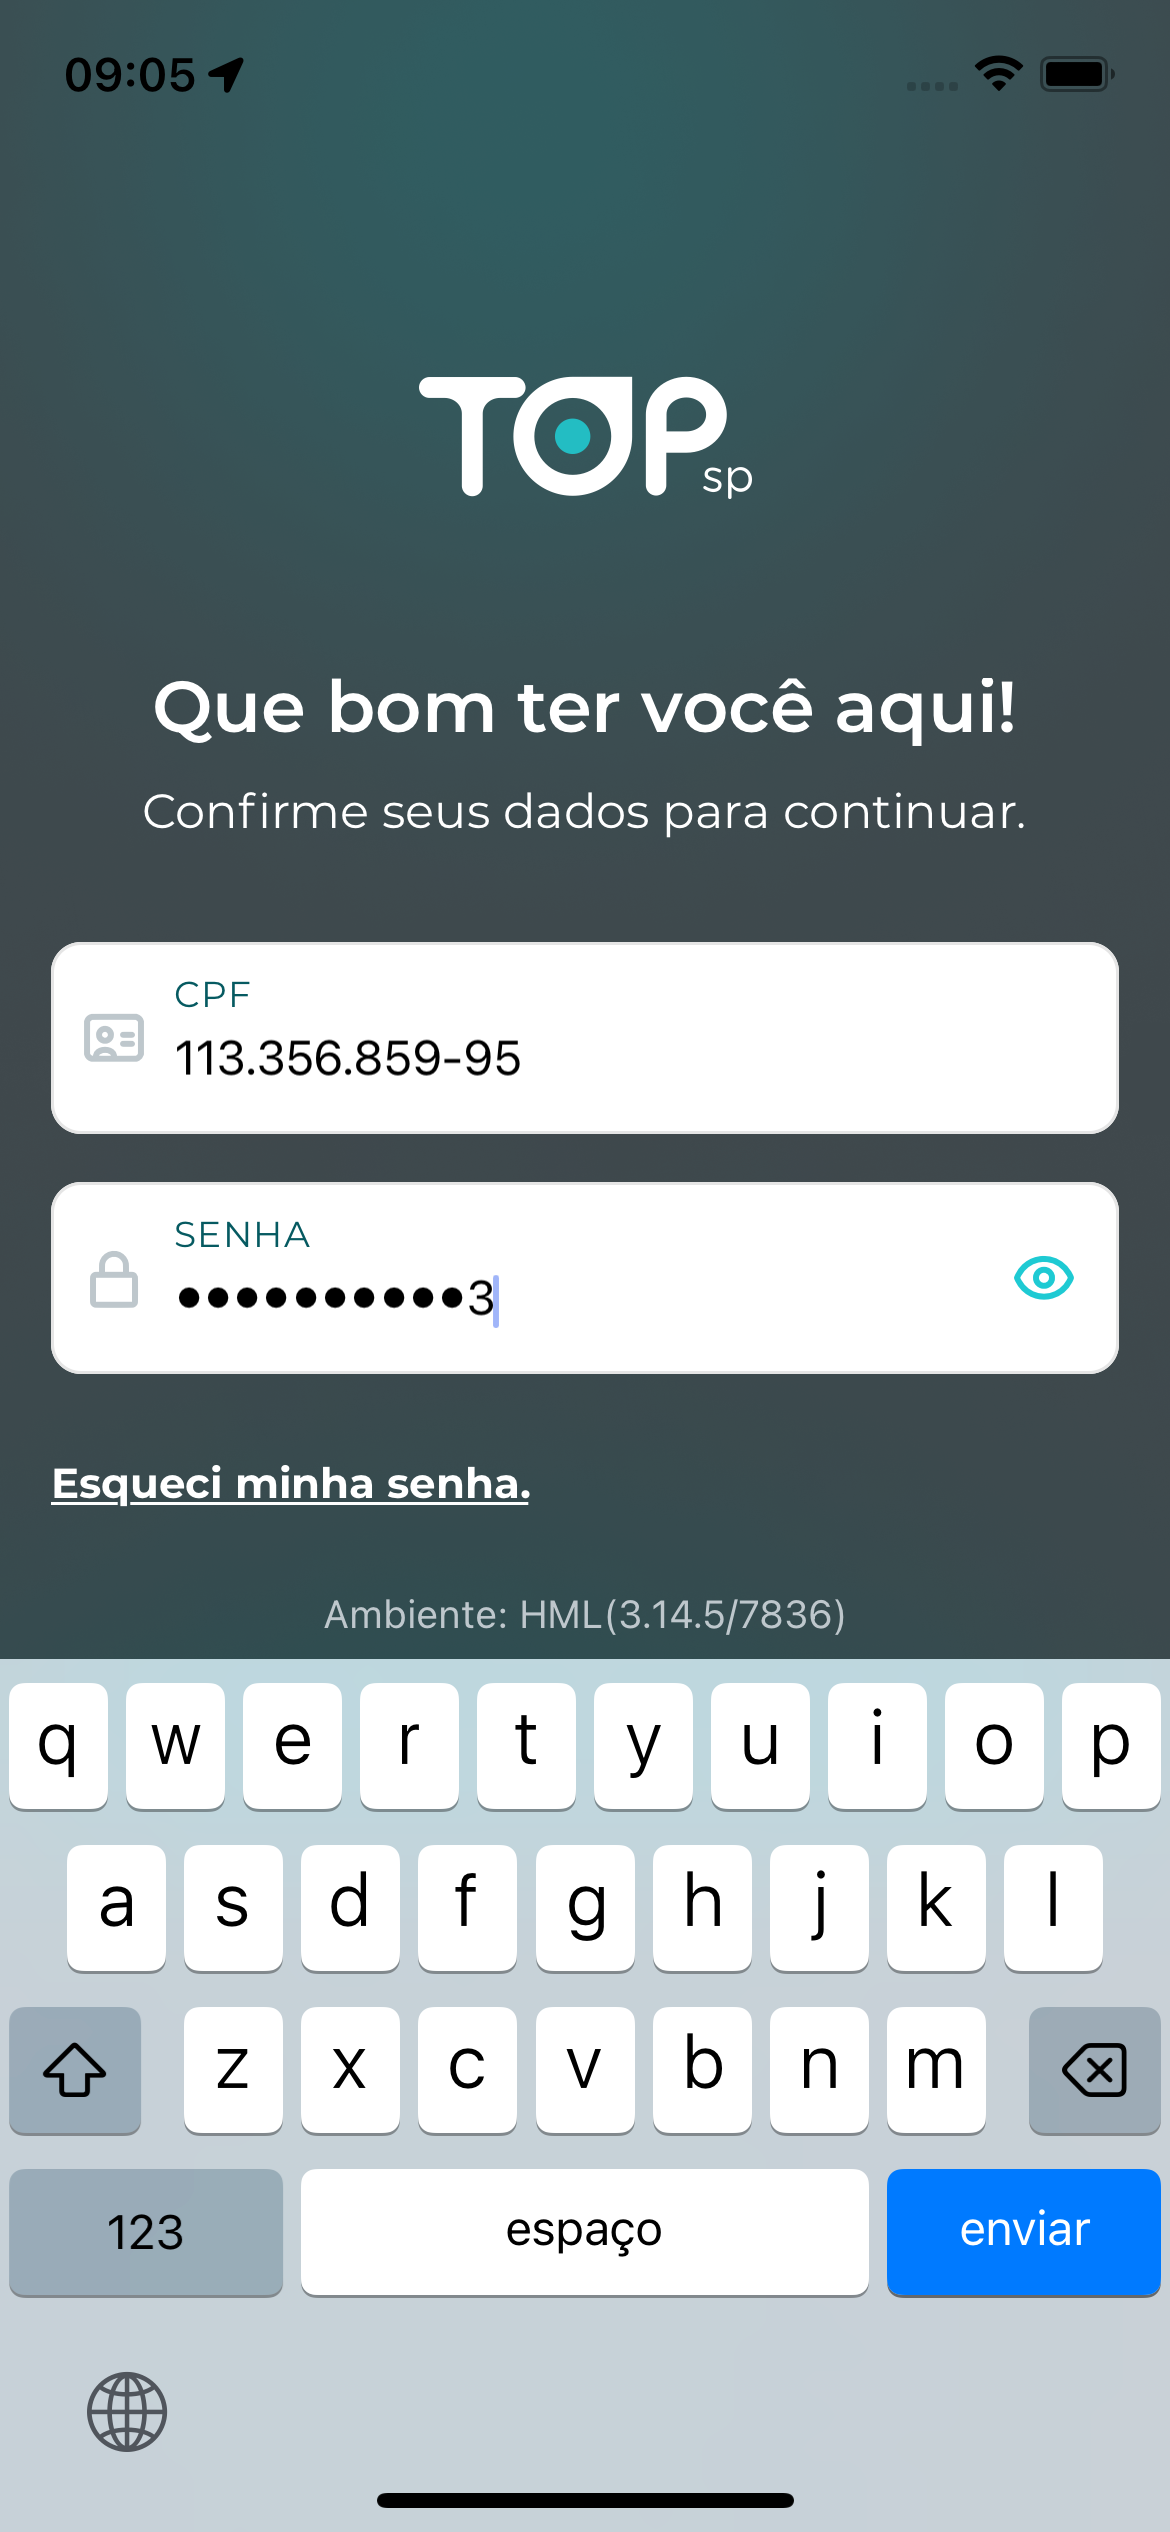 09:05
TOP
sp
Que bom ter você aqui!
Confirme seus dados para continuar.
CPF
113.356.859-95
SENHA
••••••••••3
Esqueci minha senha.
Ambiente: HML(3.14.5/7836)
q w e r t y u i o p
a s d f g h j k l
z x c v b n m
123 espaço enviar